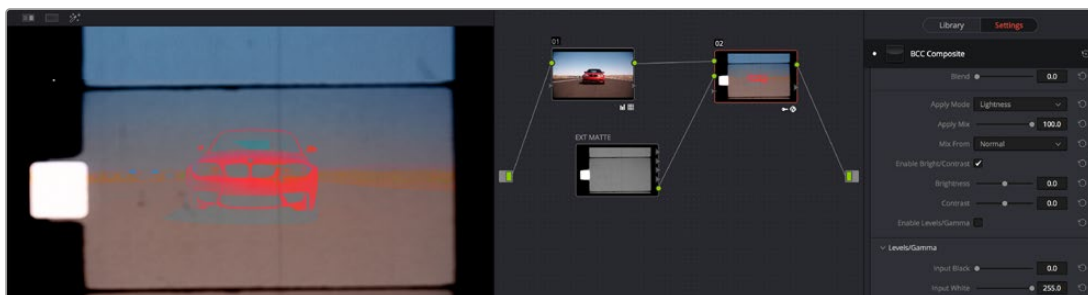 Library
Settings
BCC Composite
Blend
0.0
Apply Mode
Lightness
Apply Mix
100.0
Mix From
Normal
Enable Bright/Contrast
Brightness
0.0
Contrast
0.0
Enable Levels/Gamma
Levels/Gamma
Input Black
0.0
Input White
255.0
01
02
EXT MATTE